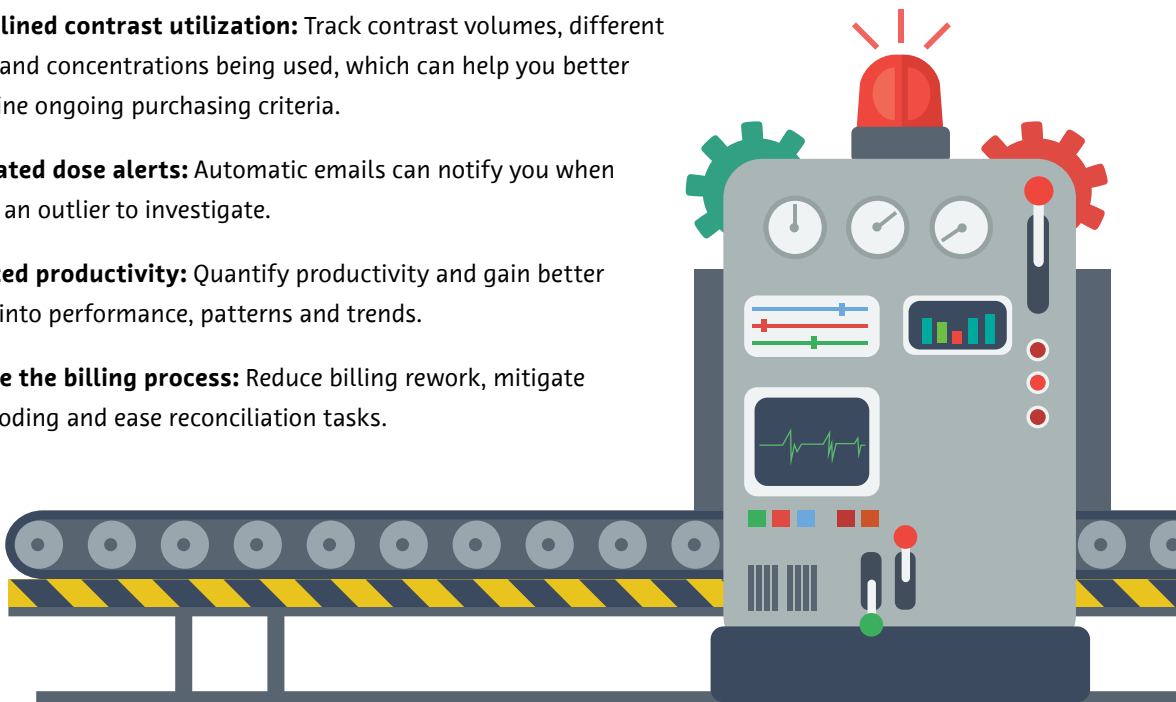 lined contrast utilization: Track contrast volumes, different
and concentrations being used, which can help you better
ine ongoing purchasing criteria.
ated dose alerts: Automatic emails can notify you when
an outlier to investigate.
ced productivity: Quantify productivity and gain better
into performance, patterns and trends.
e the billing process: Reduce billing rework, mitigate
oding and ease reconciliation tasks.